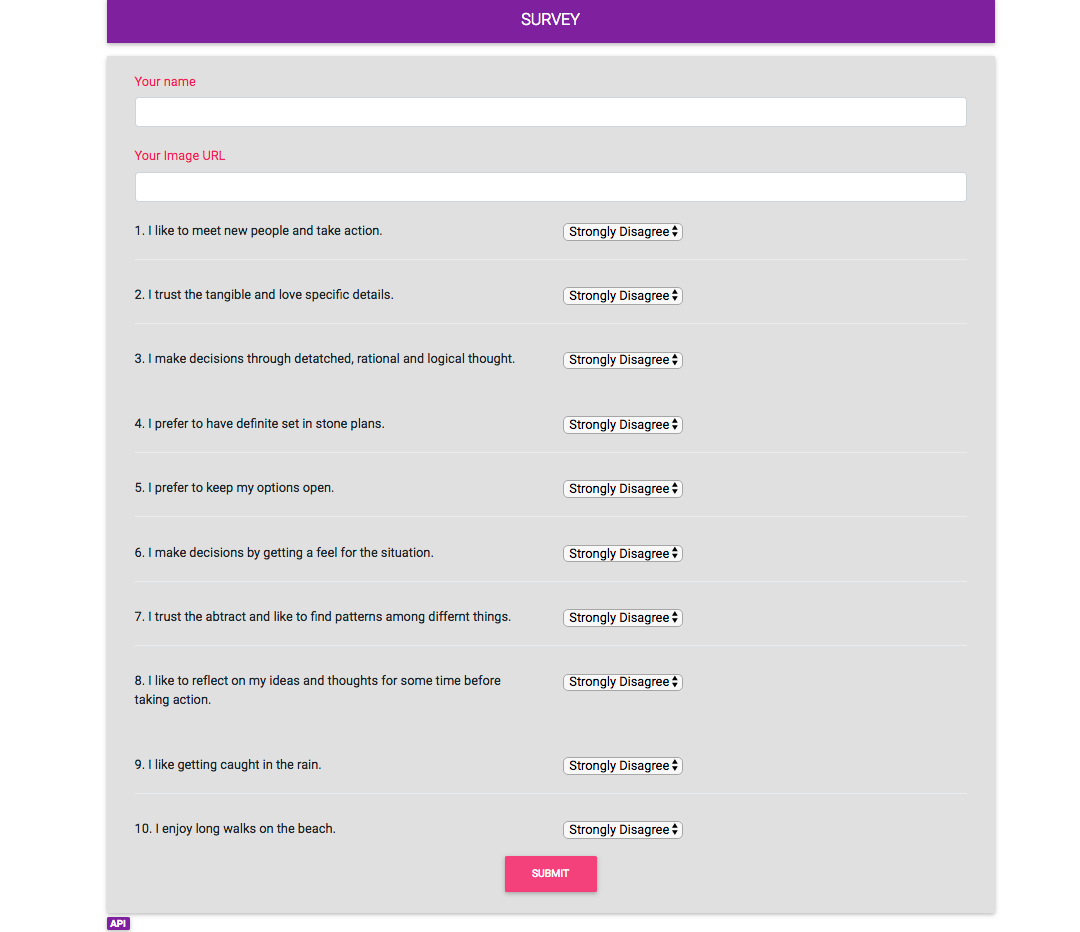 SURVEY
Your name
Your Image URL
1. I like to meet new people and take action.
Strongly Disagree
2. I trust the tangible and love specific details.
Strongly Disagree
3. I make decisions through detatched, rational and logical thought.
Strongly Disagree
4. I prefer to have definite set in stone plans.
Strongly Disagree
5. I prefer to keep my options open.
Strongly Disagree
6. I make decisions by getting a feel for the situation.
Strongly Disagree
7. I trust the abtract and like to find patterns among differnt things.
Strongly Disagree
8. I like to reflect on my ideas and thoughts for some time before
taking action.
Strongly Disagree
9. I like getting caught in the rain.
Strongly Disagree
10. I enjoy long walks on the beach.
Strongly Disagree
SUBMIT
API